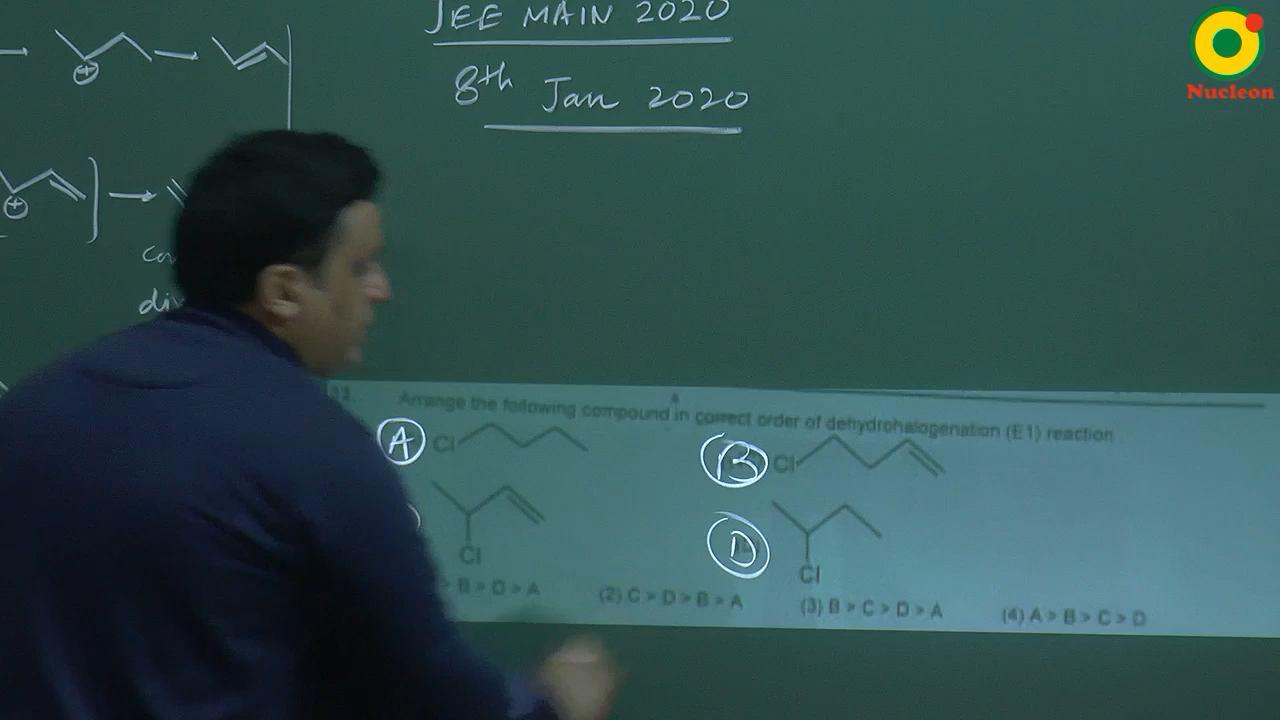 JEE MAIN 2020
8th Jan 2020
Nucleon
⊕
⊕
Arrange the following compound in correct order of dehydrohalogenation (E1) reaction
A Cl
B Cl
Cl
D Cl
> B > D > A (2) C > D > B > A (3) B > C > D > A (4) A > B > C > D